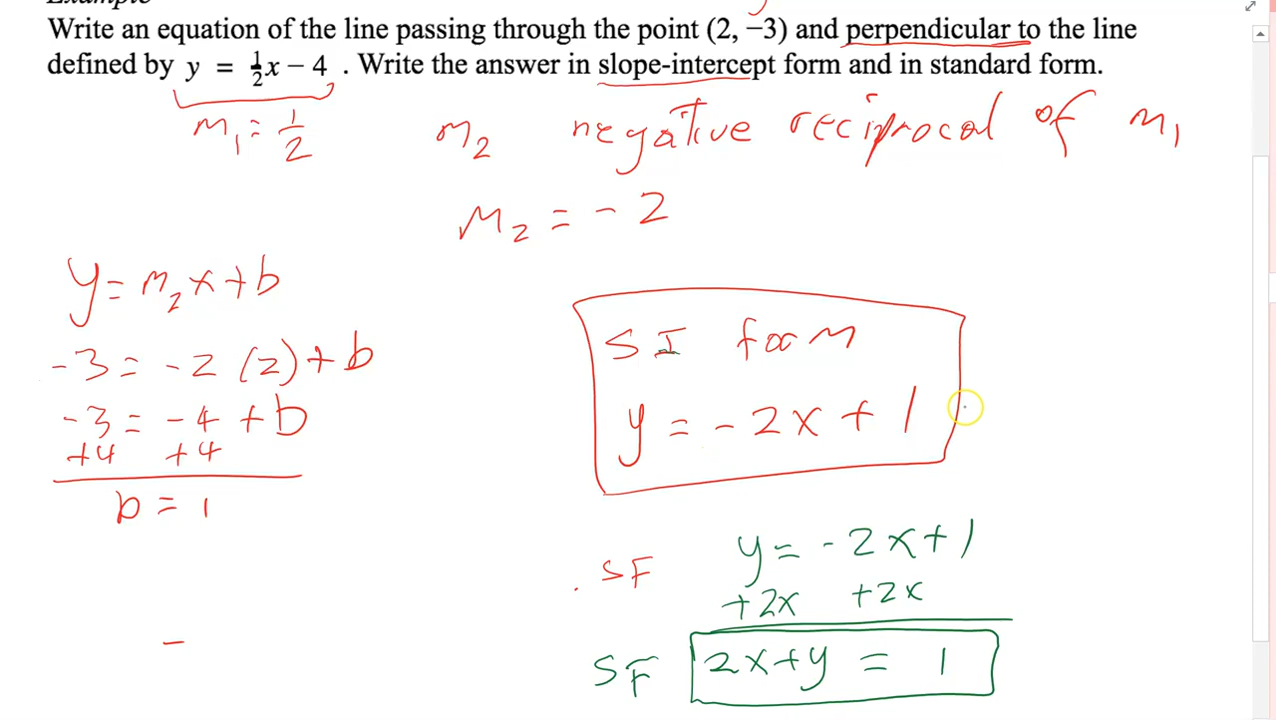 Example
Write an equation of the line passing through the point (2, −3) and perpendicular to the line
defined by y = ½x − 4 . Write the answer in slope-intercept form and in standard form.
m₁ = 1/2
m₂ negative reciprocal of m₁
m₂ = -2
y = m₂x + b
-3 = -2 (2) + b
-3 = -4 + b
+4 +4
b = 1
SI form
y = -2x + 1
SF
y = -2x + 1
+2x +2x
SF 2x + y = 1
-